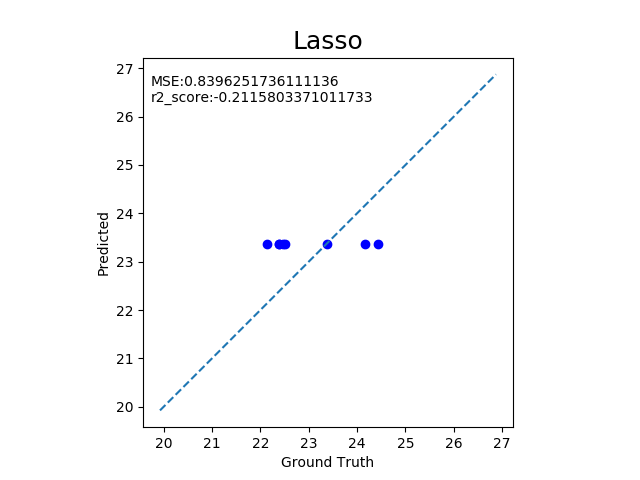 Lasso
MSE:0.8396251736111136
r2_score:-0.2115803371011733
27
26
25
24
23
22
21
20
Predicted
20 21 22 23 24 25 26 27
Ground Truth